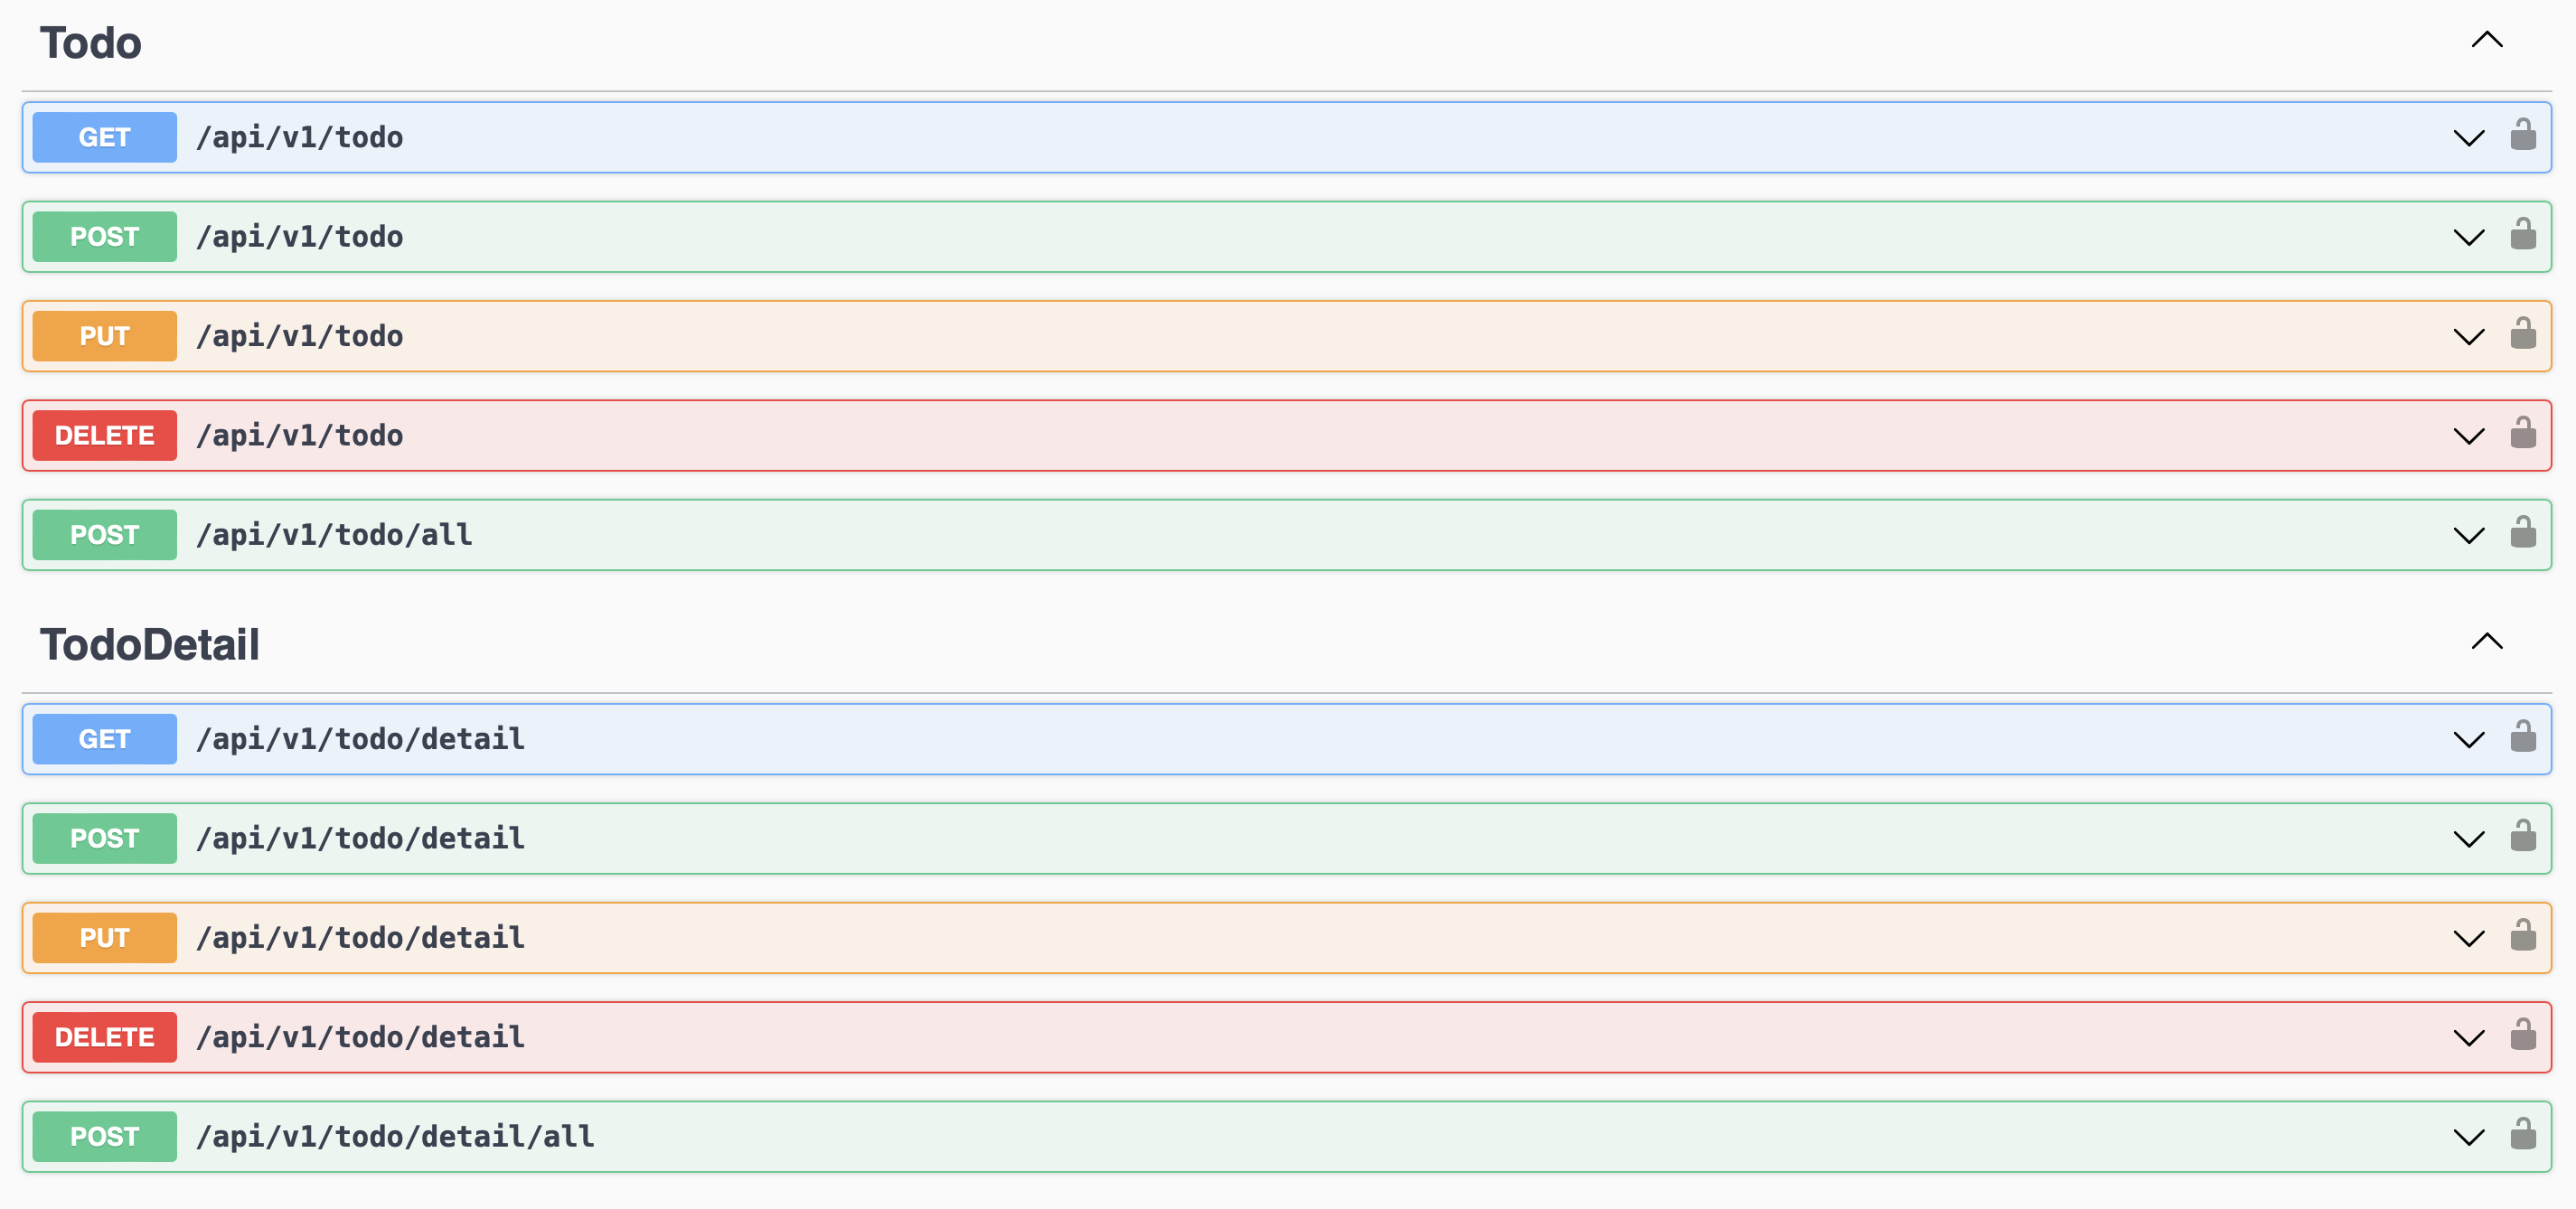 Todo
GET /api/v1/todo
POST /api/v1/todo
PUT /api/v1/todo
DELETE /api/v1/todo
POST /api/v1/todo/all
TodoDetail
GET /api/v1/todo/detail
POST /api/v1/todo/detail
PUT /api/v1/todo/detail
DELETE /api/v1/todo/detail
POST /api/v1/todo/detail/all